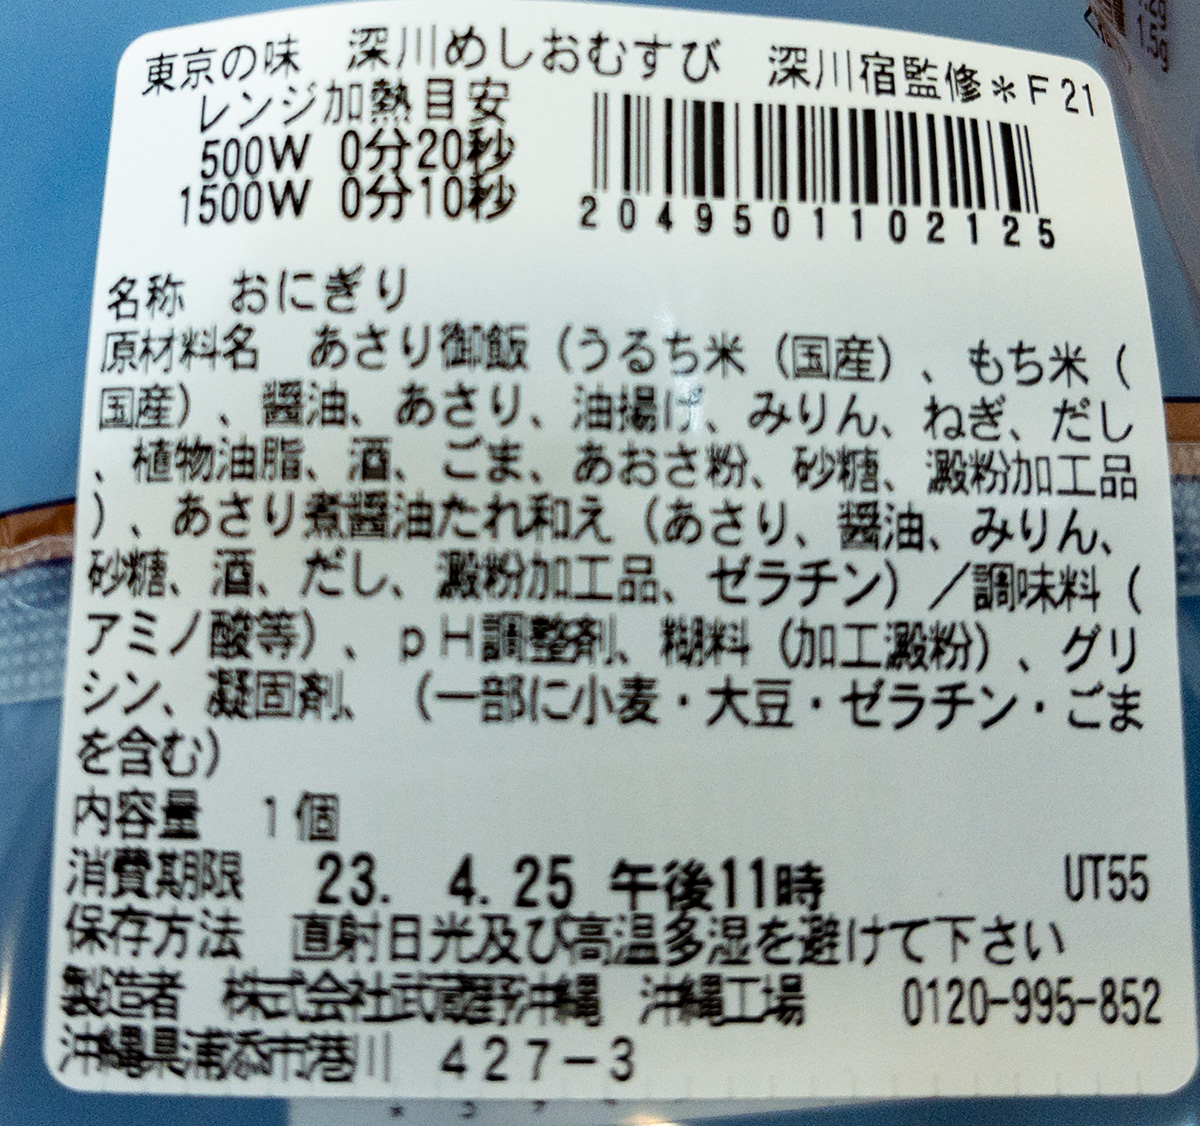 東京の味　深川めしおむすび　深川宿監修＊F21
レンジ加熱目安
500W 0分20秒
1500W 0分10秒
2049501102125
名称　おにぎり
原材料名　あさり御飯（うるち米（国産）、もち米（
国産）、醤油、あさり、油揚げ、みりん、ねぎ、だし
、植物油脂、酒、ごま、あおさ粉、砂糖、澱粉加工品
）、あさり煮醤油たれ和え（あさり、醤油、みりん、
砂糖、酒、だし、澱粉加工品、ゼラチン）／調味料（
アミノ酸等）、ｐＨ調整剤、糊料（加工澱粉）、グリ
シン、凝固剤、（一部に小麦・大豆・ゼラチン・ごま
を含む）
内容量　1個
消費期限　23. 4. 25 午後11時　UT55
保存方法　直射日光及び高温多湿を避けて下さい
製造者　株式会社武蔵野沖縄　沖縄工場　0120-995-852
沖縄県浦添市港川　427-3